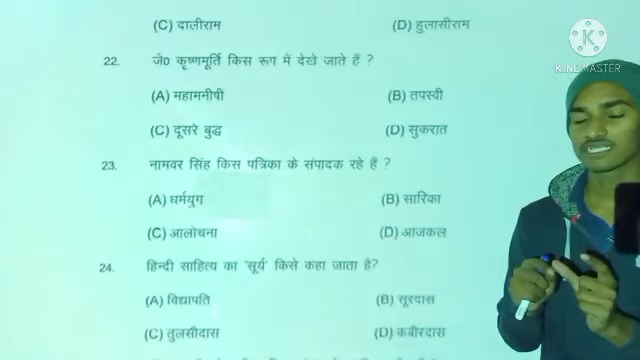 (C) दालीराम (D) हुलासीराम
22. जे० कृष्णमूर्ति किस रूप में देखे जाते हैं ?
(A) महामनीषी (B) तपस्वी
(C) दूसरे बुद्ध (D) सुकरात
23. नामवर सिंह किस पत्रिका के संपादक रहे हैं ?
(A) धर्मयुग (B) सारिका
(C) आलोचना (D) आजकल
24. हिन्दी साहित्य का 'सूर्य' किसे कहा जाता है?
(A) विद्यापति (B) सूरदास
(C) तुलसीदास (D) कबीरदास
KINEMASTER